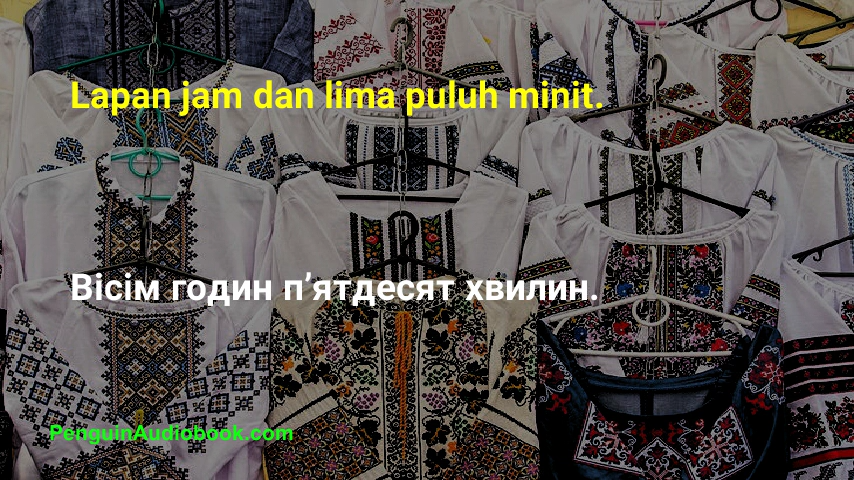 Lapan jam dan lima puluh minit.
Вісім годин п’ятдесят хвилин.
PenguinAudiobook.com